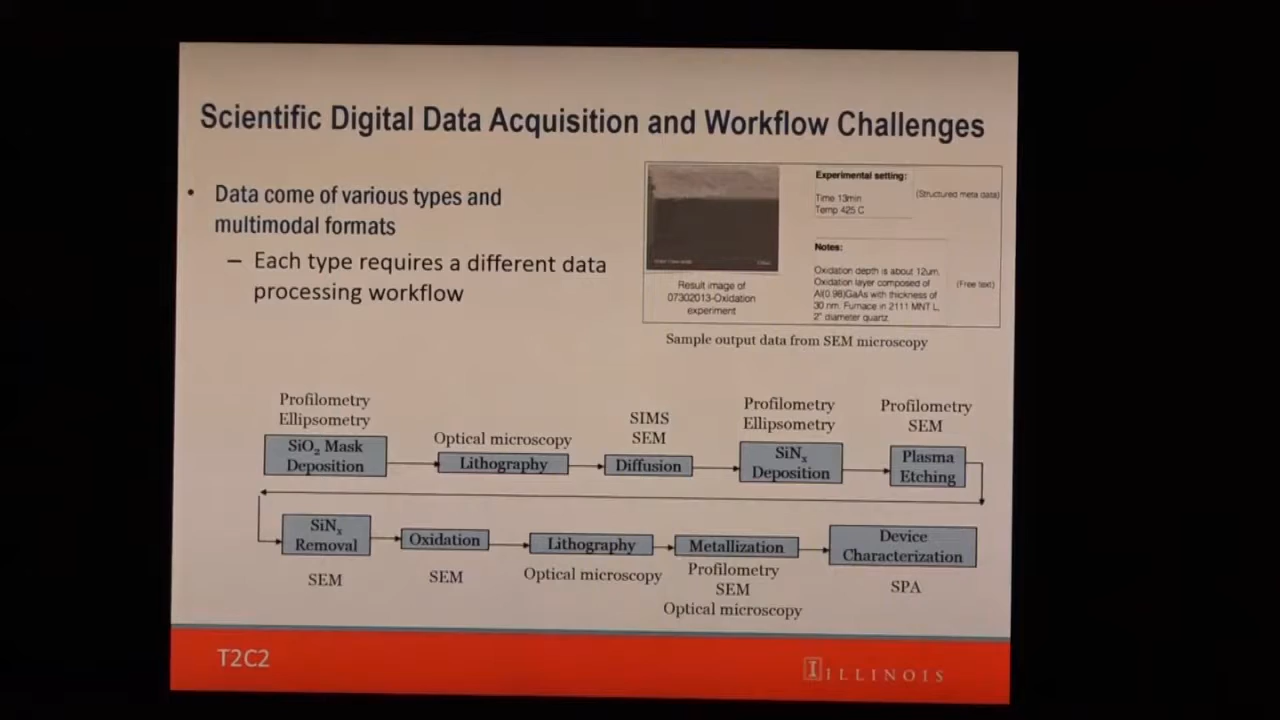 Scientific Digital Data Acquisition and Workflow Challenges
• Data come of various types and
multimodal formats
– Each type requires a different data
processing workflow
Result image of
07302013-Oxidation
experiment
Experimental setting:
Time 13min
Temp 425 C
(Structured meta data)
Notes:
Oxidation depth is about 12um.
Oxidation layer composed of
Al(0.98)GaAs with thickness of
30 nm. Furnace in 2111 MNT L,
2" diameter quartz.
(Free text)
Sample output data from SEM microscopy
Profilometry
Ellipsometry
SiO₂ Mask
Deposition
Optical microscopy
Lithography
SIMS
SEM
Diffusion
Profilometry
Ellipsometry
SiNₓ
Deposition
Profilometry
SEM
Plasma
Etching
SiNₓ
Removal
SEM
Oxidation
SEM
Lithography
Optical microscopy
Metallization
Profilometry
SEM
Optical microscopy
Device
Characterization
SPA
T2C2
I ILLINOIS